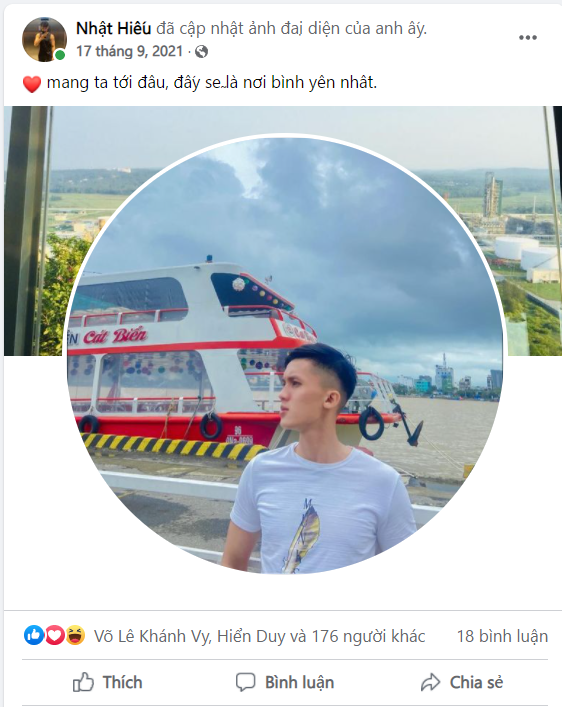 Nhật Hiếu đã cập nhật ảnh đại diện của anh ấy.
17 tháng 9, 2021 ·
mang ta tới đâu, đấy se..là nơi bình yên nhất.
Cút Biển
Võ Lê Khánh Vy, Hiển Duy và 176 người khác
18 bình luận
Thích
Bình luận
Chia sẻ